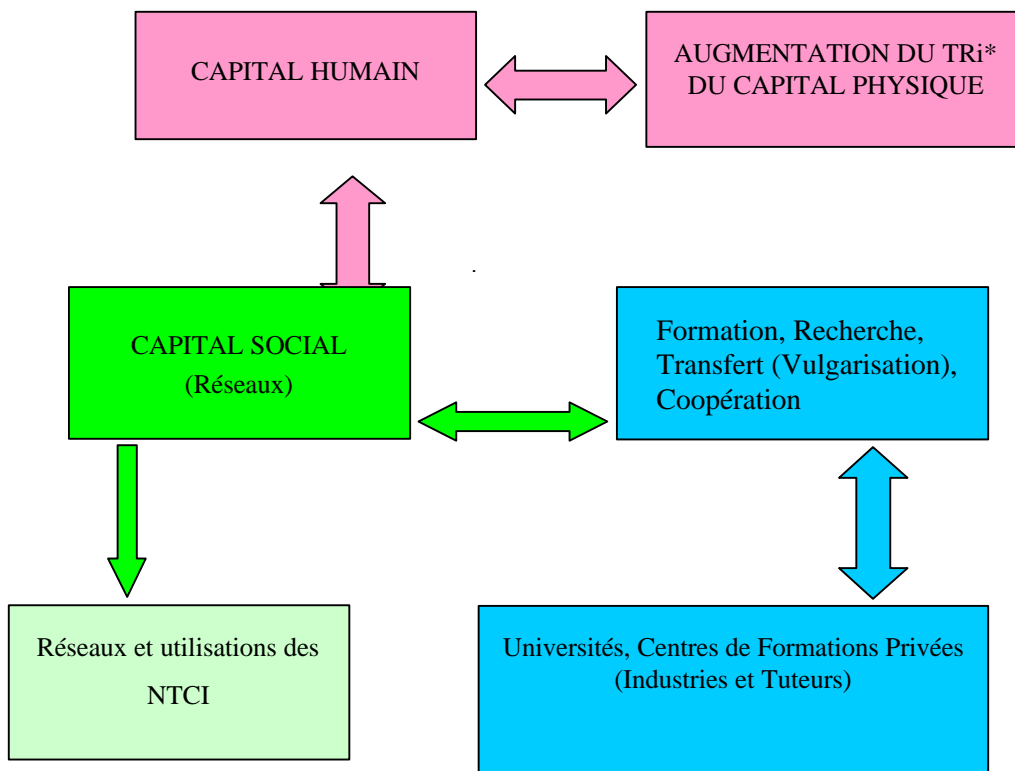 CAPITAL HUMAIN
AUGMENTATION DU TRi*
DU CAPITAL PHYSIQUE
CAPITAL SOCIAL
(Réseaux)
Formation, Recherche,
Transfert (Vulgarisation),
Coopération
Réseaux et utilisations des
NTCI
Universités, Centres de Formations Privées
(Industries et Tuteurs)